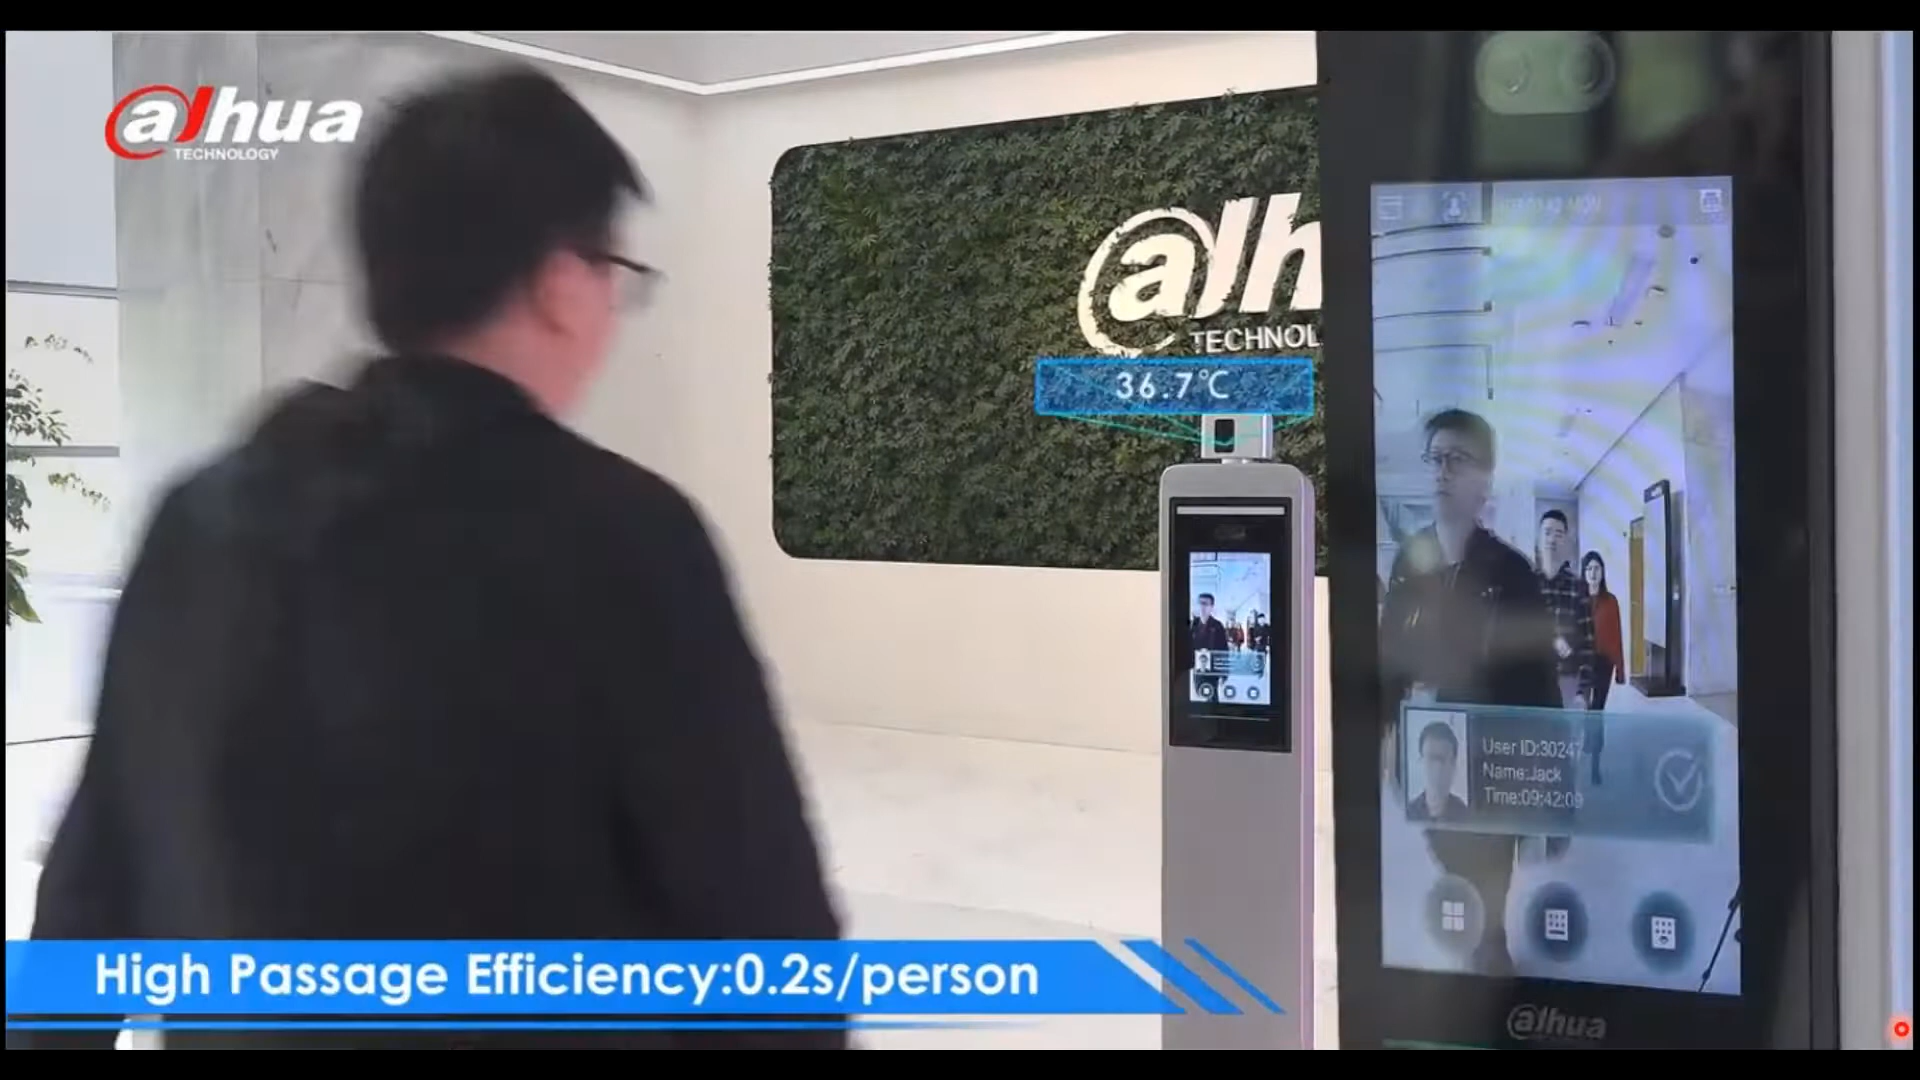 alhua
TECHNOLOGY
alh
TECHNOL
36.7℃
User ID:30247
Name:Jack
Time:09:42:09
High Passage Efficiency:0.2s/person
alhua